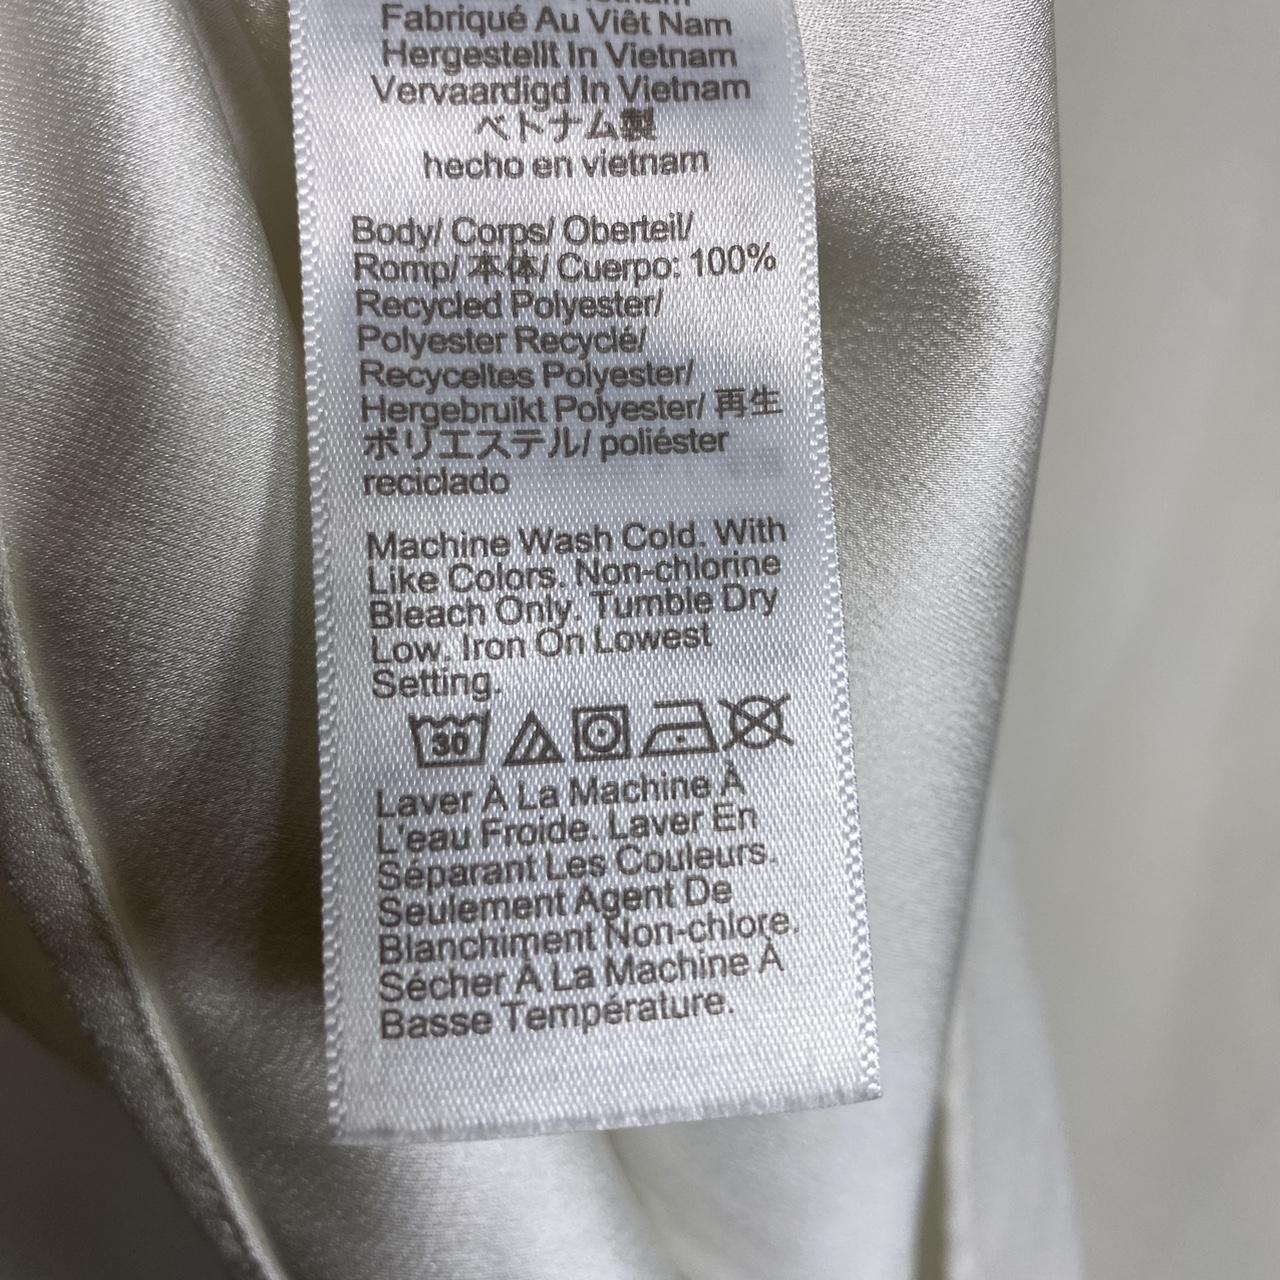 Fabriqué Au Viêt Nam
Hergestellt In Vietnam
Vervaardigd In Vietnam
ベトナム製
hecho en vietnam
Body/ Corps/ Oberteil/
Romp/ 本体/ Cuerpo: 100%
Recycled Polyester/
Polyester Recyclé/
Recyceltes Polyester/
Hergebruikt Polyester/ 再生
ポリエステル/ poliéster
reciclado
Machine Wash Cold. With
Like Colors. Non-chlorine
Bleach Only. Tumble Dry
Low. Iron On Lowest
Setting.
30
Laver À La Machine À
L'eau Froide. Laver En
Séparant Les Couleurs.
Seulement Agent De
Blanchiment Non-chlore.
Sécher À La Machine À
Basse Température.